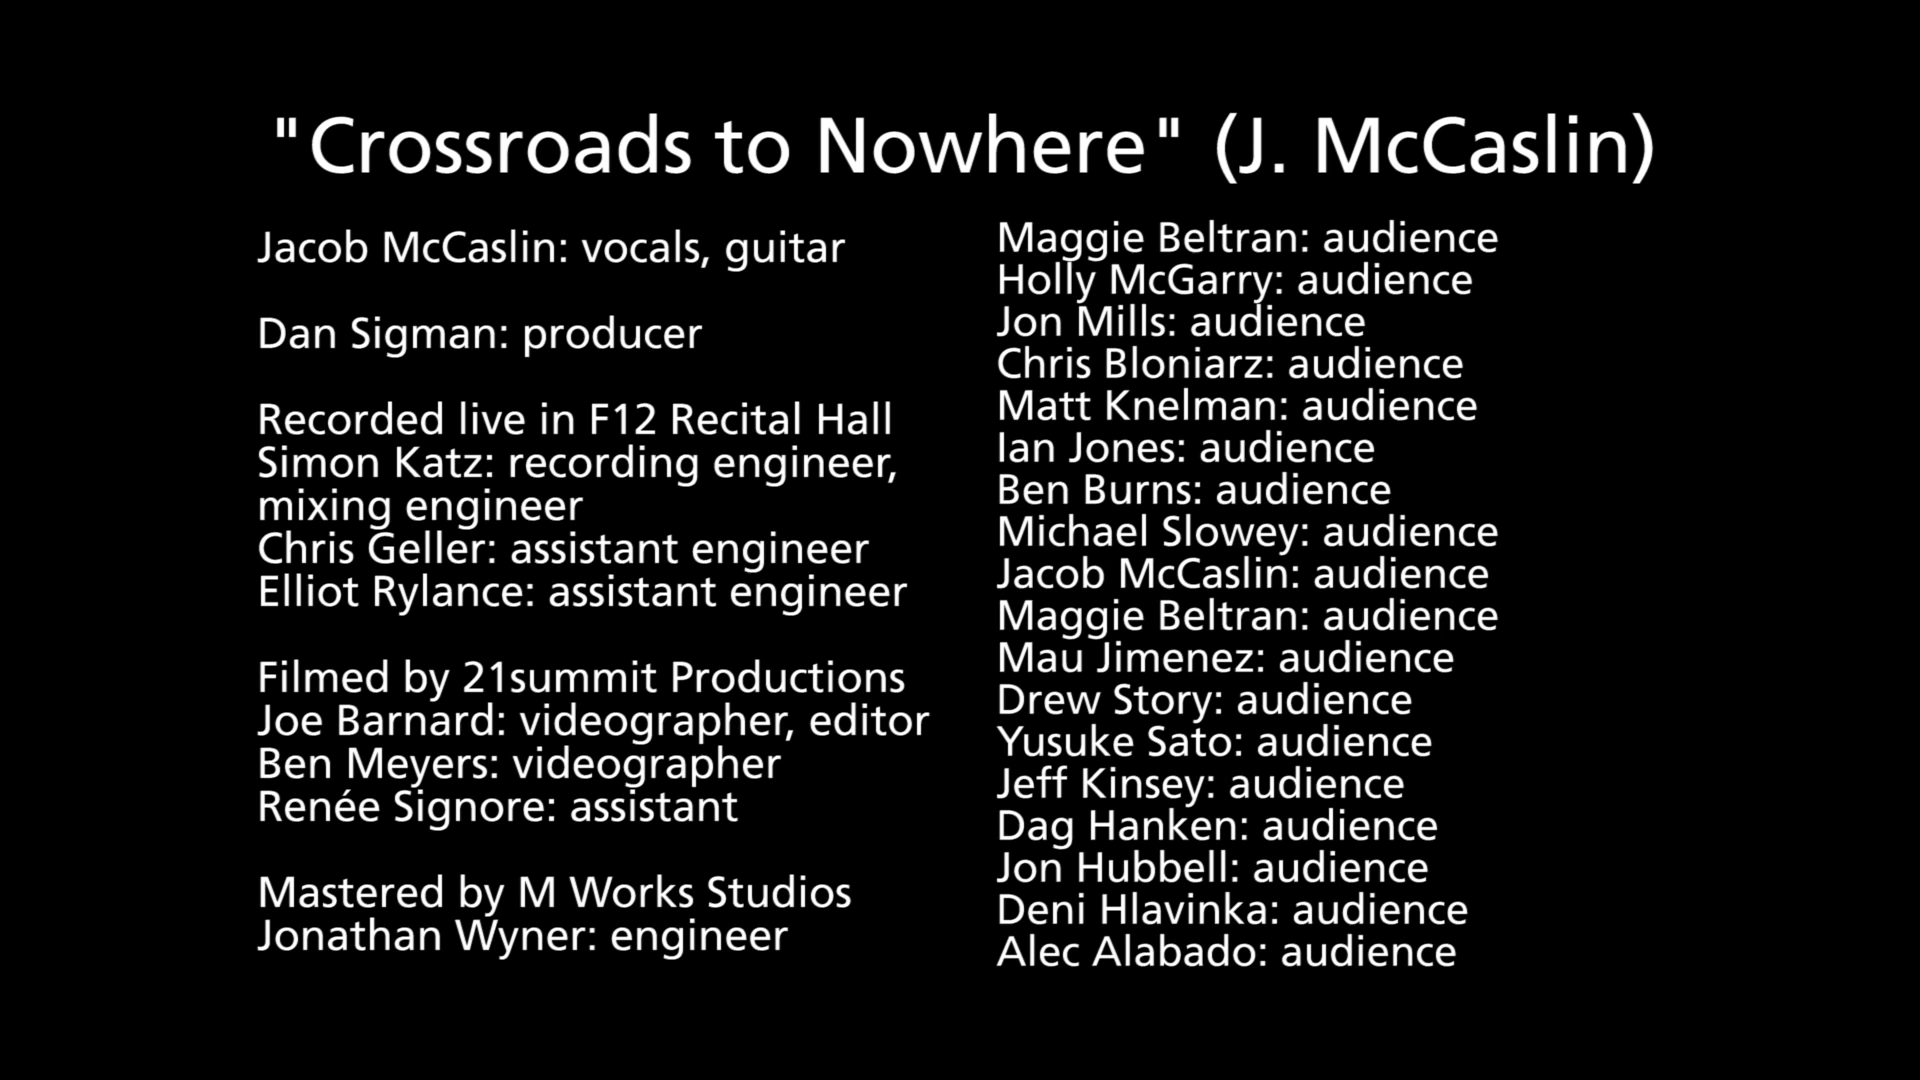 "Crossroads to Nowhere" (J. McCaslin)
Jacob McCaslin: vocals, guitar
Dan Sigman: producer
Recorded live in F12 Recital Hall
Simon Katz: recording engineer,
mixing engineer
Chris Geller: assistant engineer
Elliot Rylance: assistant engineer
Filmed by 21summit Productions
Joe Barnard: videographer, editor
Ben Meyers: videographer
Renée Signore: assistant
Mastered by M Works Studios
Jonathan Wyner: engineer
Maggie Beltran: audience
Holly McGarry: audience
Jon Mills: audience
Chris Bloniarz: audience
Matt Knelman: audience
Ian Jones: audience
Ben Burns: audience
Michael Slowey: audience
Jacob McCaslin: audience
Maggie Beltran: audience
Mau Jimenez: audience
Drew Story: audience
Yusuke Sato: audience
Jeff Kinsey: audience
Dag Hanken: audience
Jon Hubbell: audience
Deni Hlavinka: audience
Alec Alabado: audience